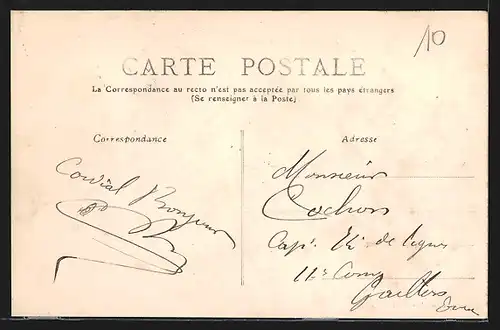 10
CARTE POSTALE
La Correspondance au recto n'est pas acceptée par tous les pays étrangers
(Se renseigner à la Poste)
Correspondance
Adresse
Cordial Bonjour
Monsieur
Cochon
de
11e